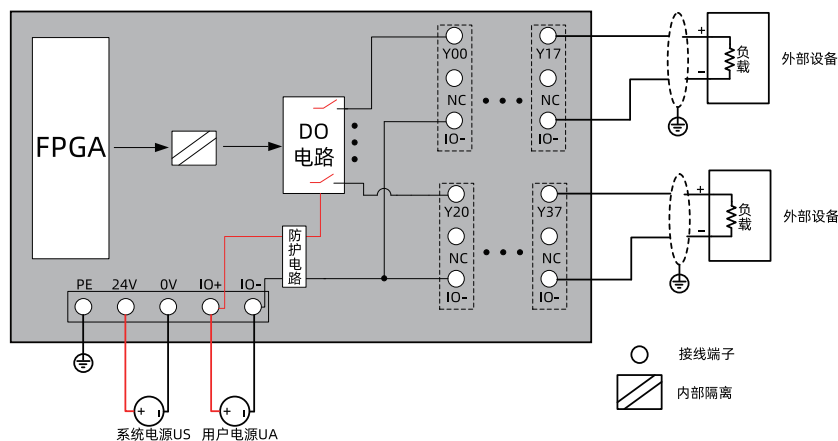 FPGA
DO
电路
防护电路
Y00
NC
IO-
Y17
NC
IO-
+
-
负载
外部设备
Y20
NC
IO-
Y37
NC
IO-
+
-
负载
外部设备
PE 24V 0V IO+ IO-
系统电源US 用户电源UA
接线端子
内部隔离